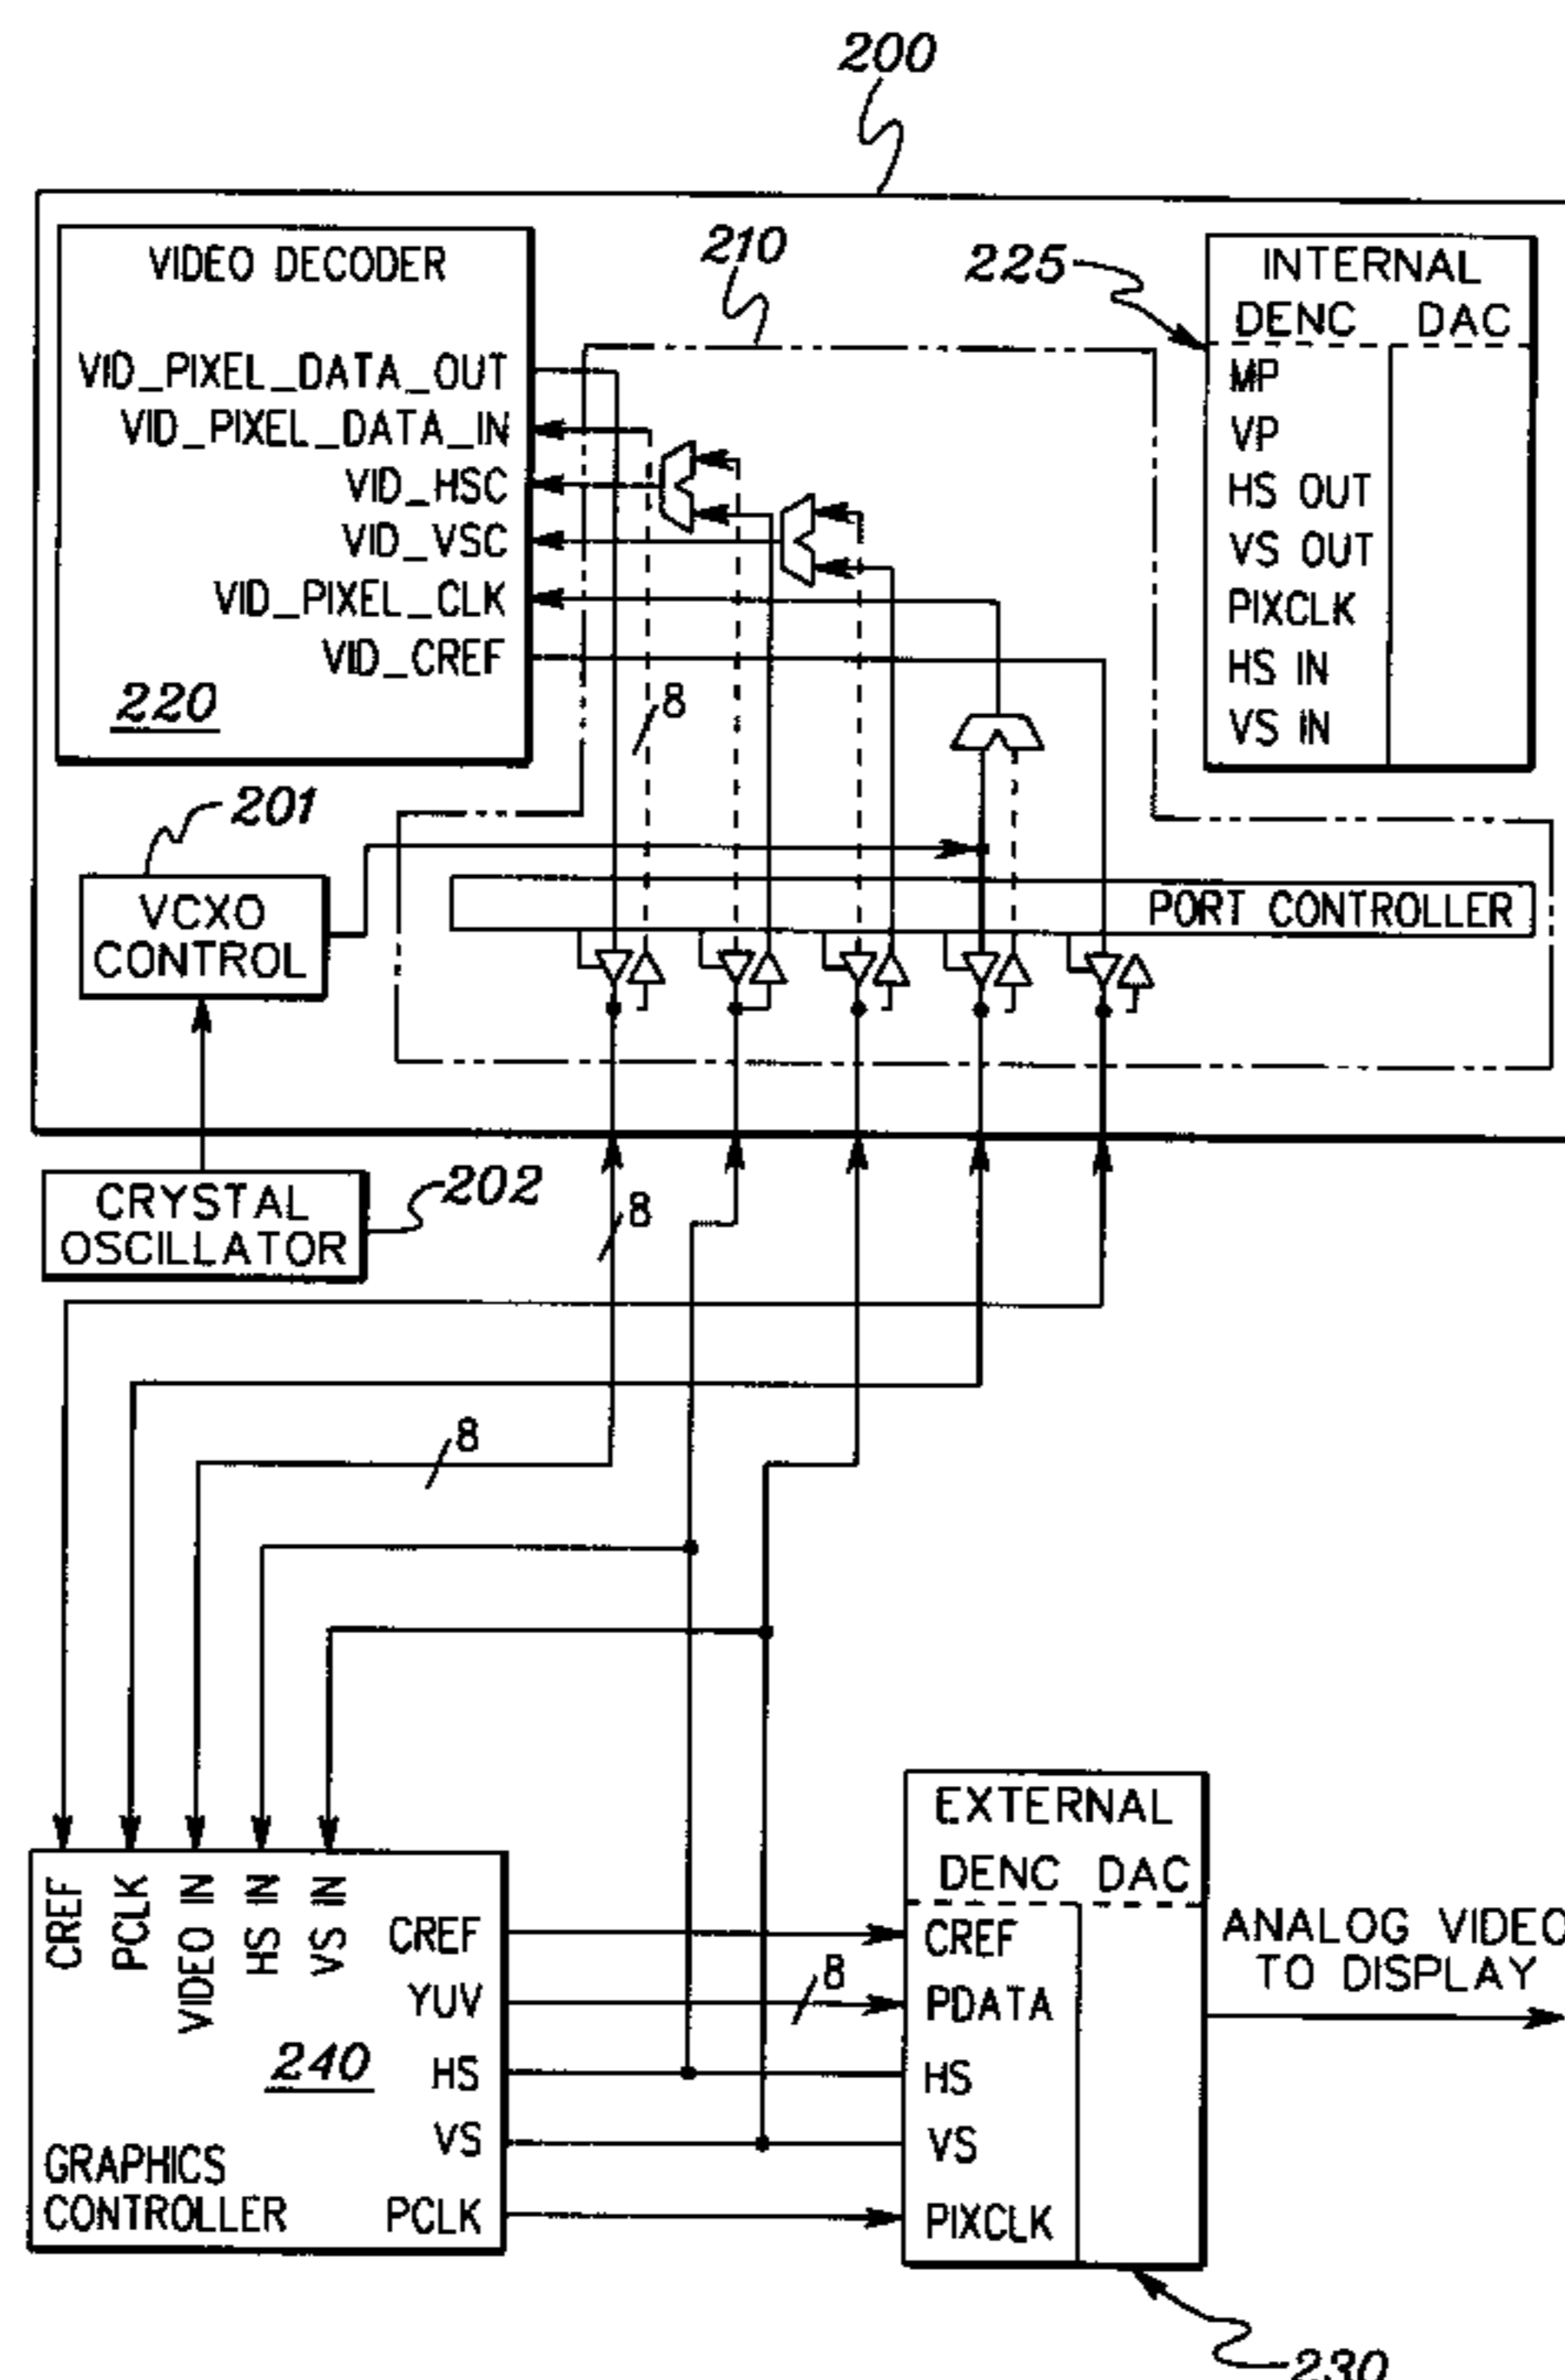 200
VIDEO DECODER
VID_PIXEL_DATA_OUT
VID_PIXEL_DATA_IN
VID_HSC
VID_VSC
VID_PIXEL_CLK
VID_CREF
220
210
225
INTERNAL
DENC DAC
MP
VP
HS OUT
VS OUT
PIXCLK
HS IN
VS IN
8
201
VCXO
CONTROL
PORT CONTROLLER
CRYSTAL
OSCILLATOR
202
8
8
CREF
PCLK
VIDEO IN
HS IN
VS IN
CREF
YUV
HS
VS
PCLK
240
GRAPHICS
CONTROLLER
8
EXTERNAL
DENC DAC
CREF
PDATA
HS
VS
PIXCLK
ANALOG VIDEO
TO DISPLAY
230